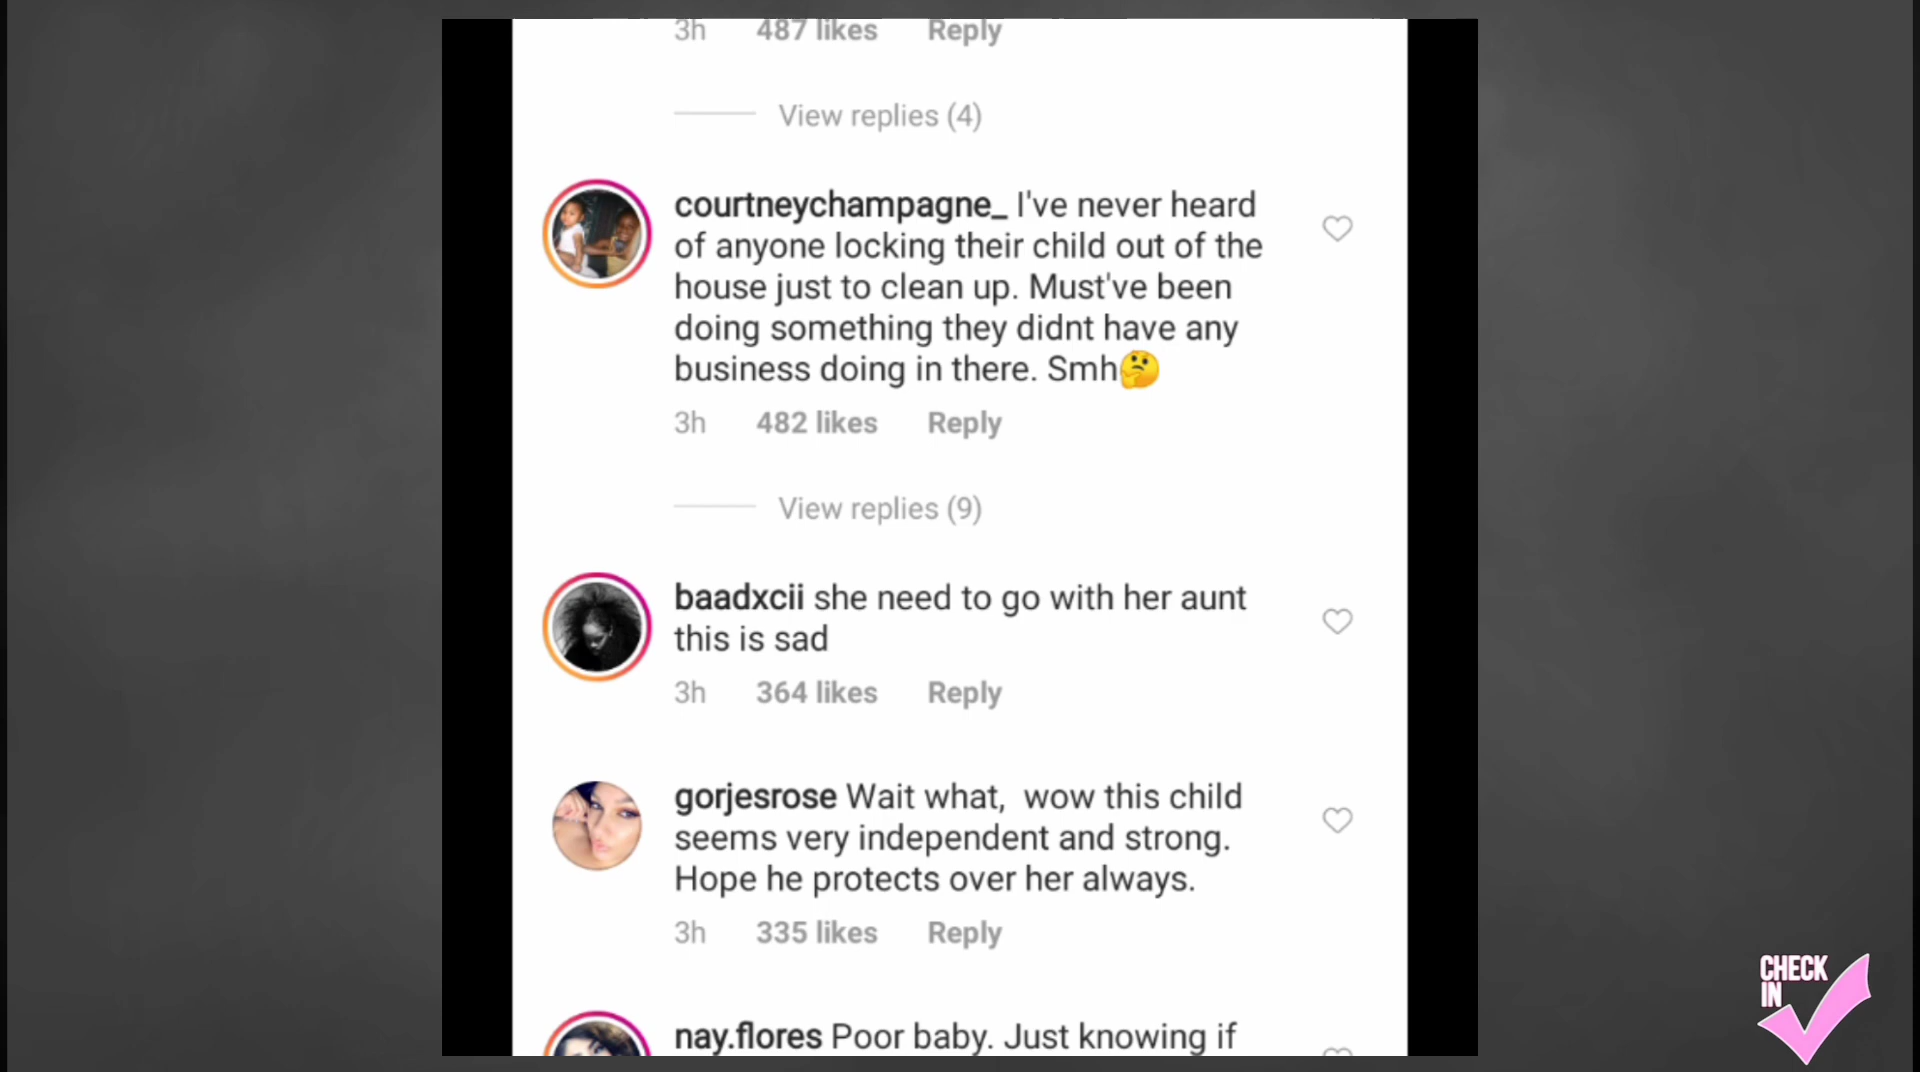 3h 487 likes Reply
View replies (4)
courtneychampagne_ I've never heard
of anyone locking their child out of the
house just to clean up. Must've been
doing something they didnt have any
business doing in there. Smh🤔
3h 482 likes Reply
View replies (9)
baadxcii she need to go with her aunt
this is sad
3h 364 likes Reply
gorjesrose Wait what,  wow this child
seems very independent and strong.
Hope he protects over her always.
3h 335 likes Reply
nay.flores Poor baby. Just knowing if
CHECK
IN